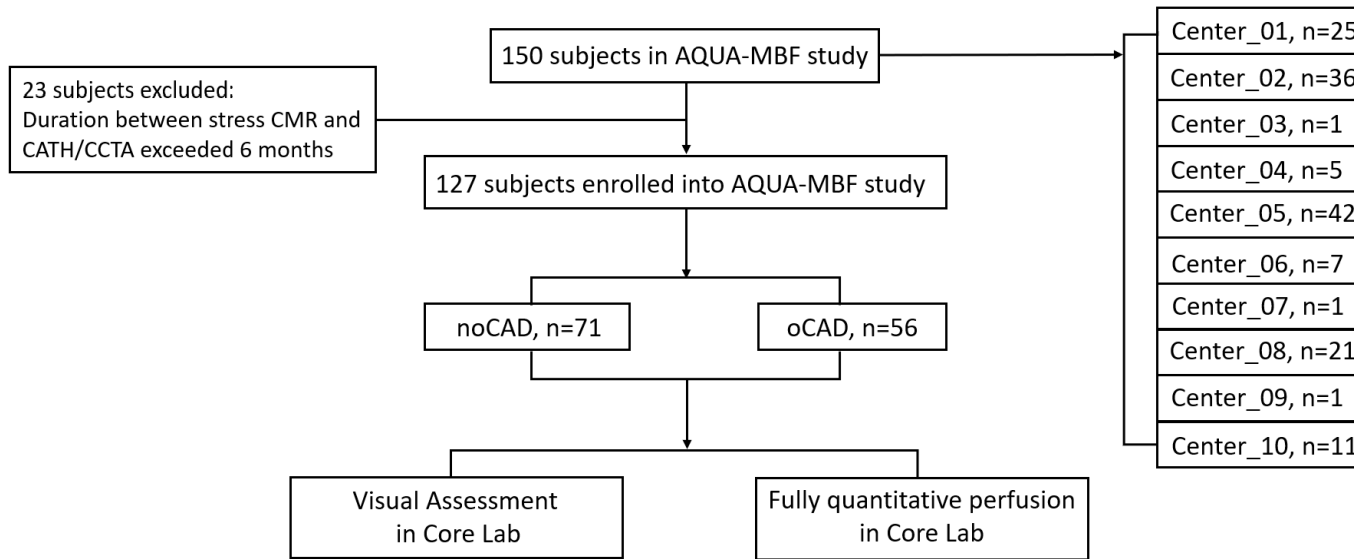 150 subjects in AQUA-MBF study
23 subjects excluded:
Duration between stress CMR and
CATH/CCTA exceeded 6 months
127 subjects enrolled into AQUA-MBF study
noCAD, n=71
oCAD, n=56
Visual Assessment
in Core Lab
Fully quantitative perfusion
in Core Lab
Center_01, n=25
Center_02, n=36
Center_03, n=1
Center_04, n=5
Center_05, n=42
Center_06, n=7
Center_07, n=1
Center_08, n=21
Center_09, n=1
Center_10, n=11